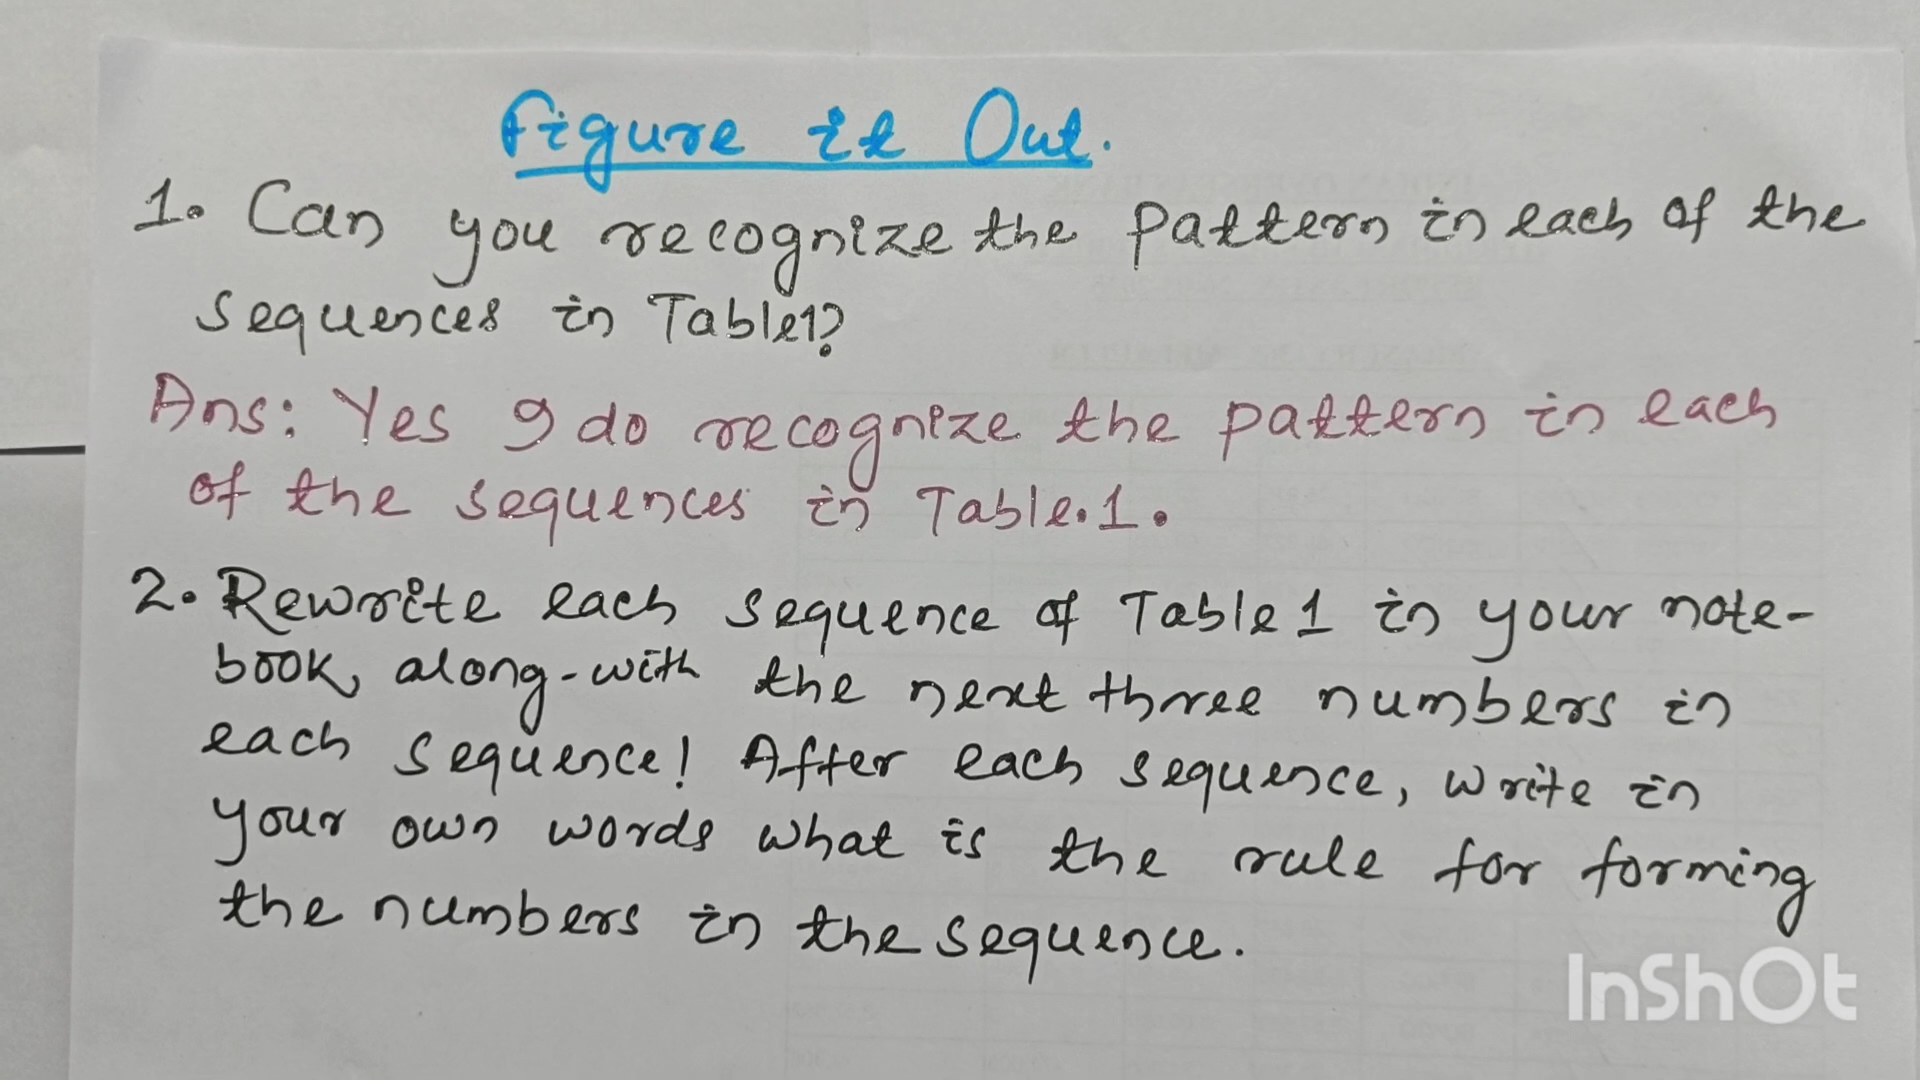 Figure it Out.
1. Can you recognize the pattern in each of the
sequences in Table1?
Ans: Yes I do recognize the pattern in each
of the sequences in Table.1.
2. Rewrite each sequence of Table 1 in your note-
book, along-with the next three numbers in
each sequence! After each sequence, write in
your own words what is the rule for forming
the numbers in the sequence.
InShOt